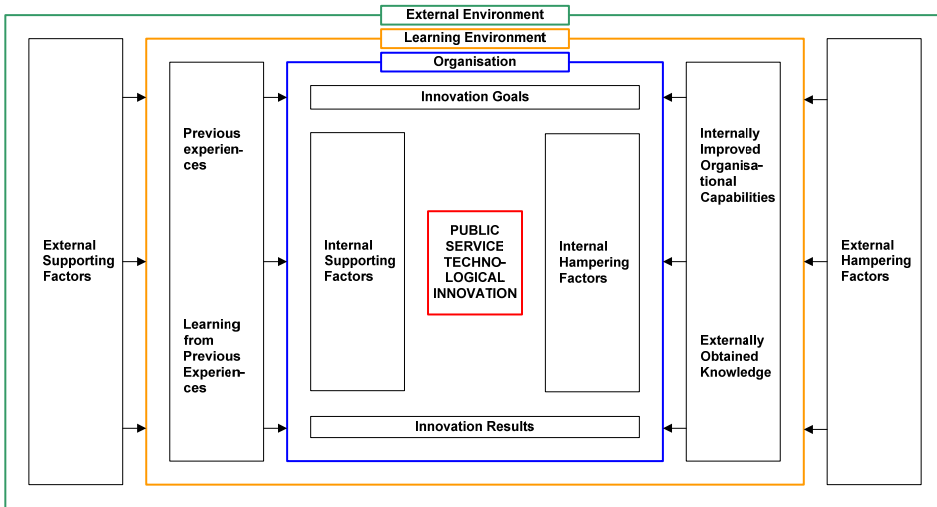 External Environment
Learning Environment
Organisation
Innovation Goals
Previous
experien-
ces
Internally
Improved
Organisa-
tional
Capabilities
External
Supporting
Factors
Internal
Supporting
Factors
PUBLIC
SERVICE
TECHNO-
LOGICAL
INNOVATION
Internal
Hampering
Factors
External
Hampering
Factors
Learning
from
Previous
Experien-
ces
Externally
Obtained
Knowledge
Innovation Results